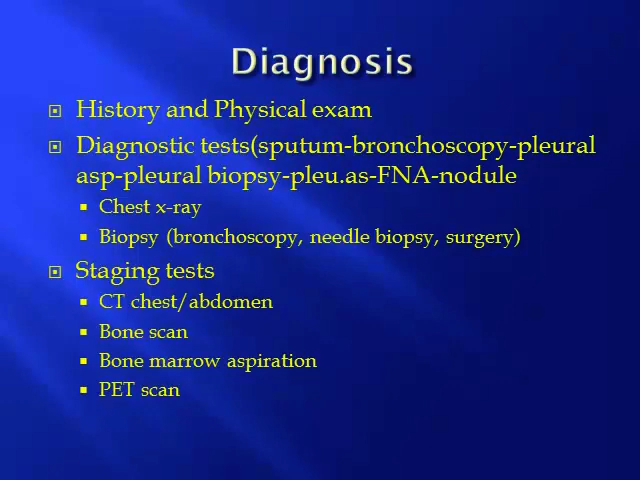 Diagnosis
History and Physical exam
Diagnostic tests(sputum-bronchoscopy-pleural
asp-pleural biopsy-pleu.as-FNA-nodule
Chest x-ray
Biopsy (bronchoscopy, needle biopsy, surgery)
Staging tests
CT chest/abdomen
Bone scan
Bone marrow aspiration
PET scan